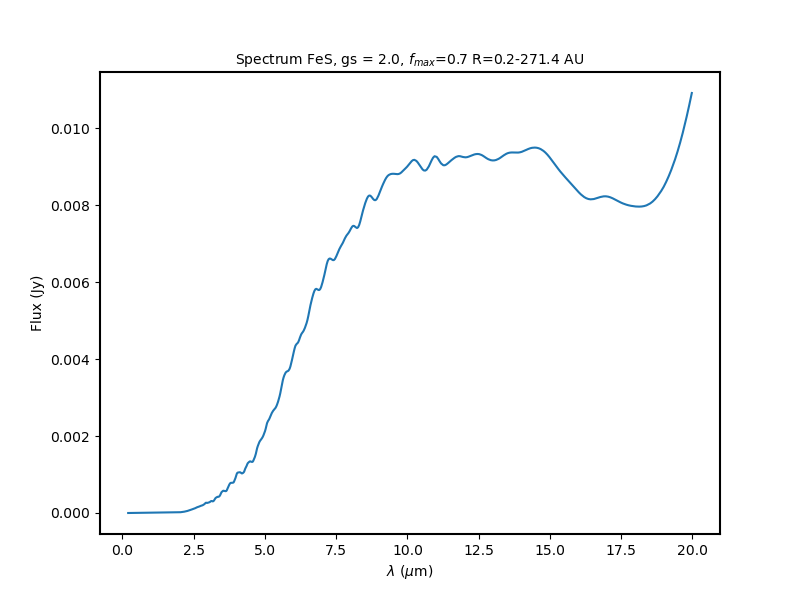 Spectrum FeS, gs = 2.0, $f_{max}$=0.7 R=0.2-271.4 AU
Flux (Jy)
0.010
0.008
0.006
0.004
0.002
0.000
0.0 2.5 5.0 7.5 10.0 12.5 15.0 17.5 20.0
λ (μm)